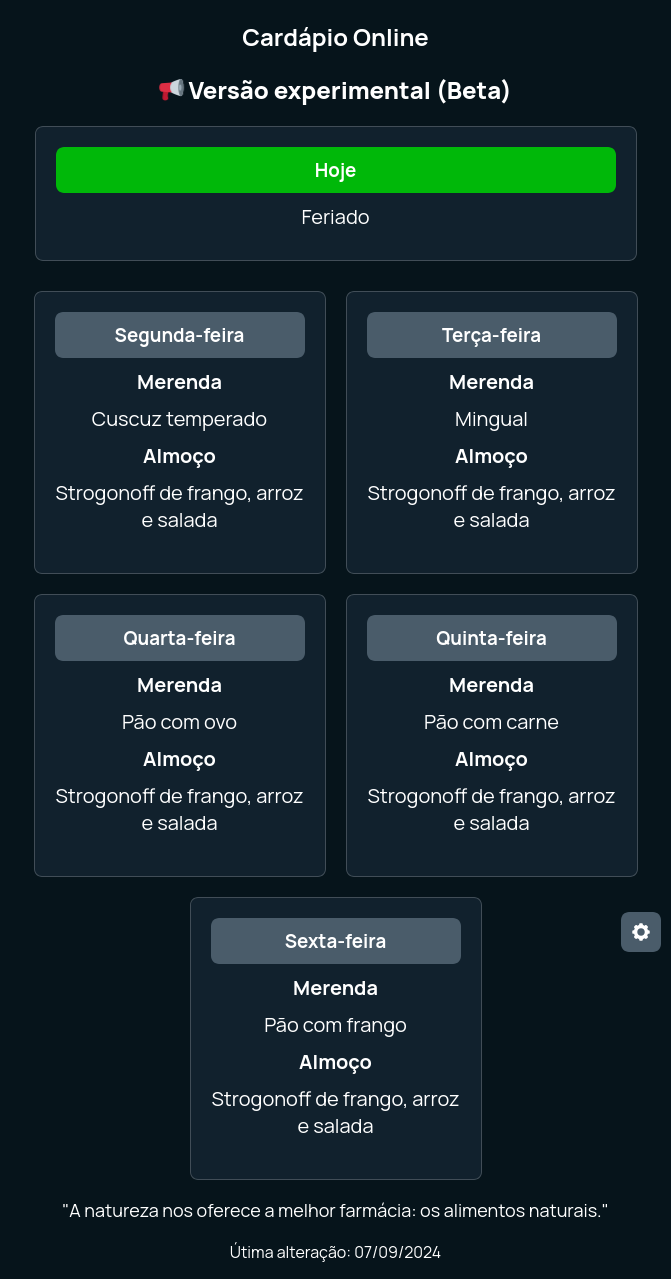 Cardápio Online
Versão experimental (Beta)
Hoje
Feriado
Segunda-feira
Merenda
Cuscuz temperado
Almoço
Strogonoff de frango, arroz
e salada
Terça-feira
Merenda
Mingual
Almoço
Strogonoff de frango, arroz
e salada
Quarta-feira
Merenda
Pão com ovo
Almoço
Strogonoff de frango, arroz
e salada
Quinta-feira
Merenda
Pão com carne
Almoço
Strogonoff de frango, arroz
e salada
Sexta-feira
Merenda
Pão com frango
Almoço
Strogonoff de frango, arroz
e salada
"A natureza nos oferece a melhor farmácia: os alimentos naturais."
Útima alteração: 07/09/2024